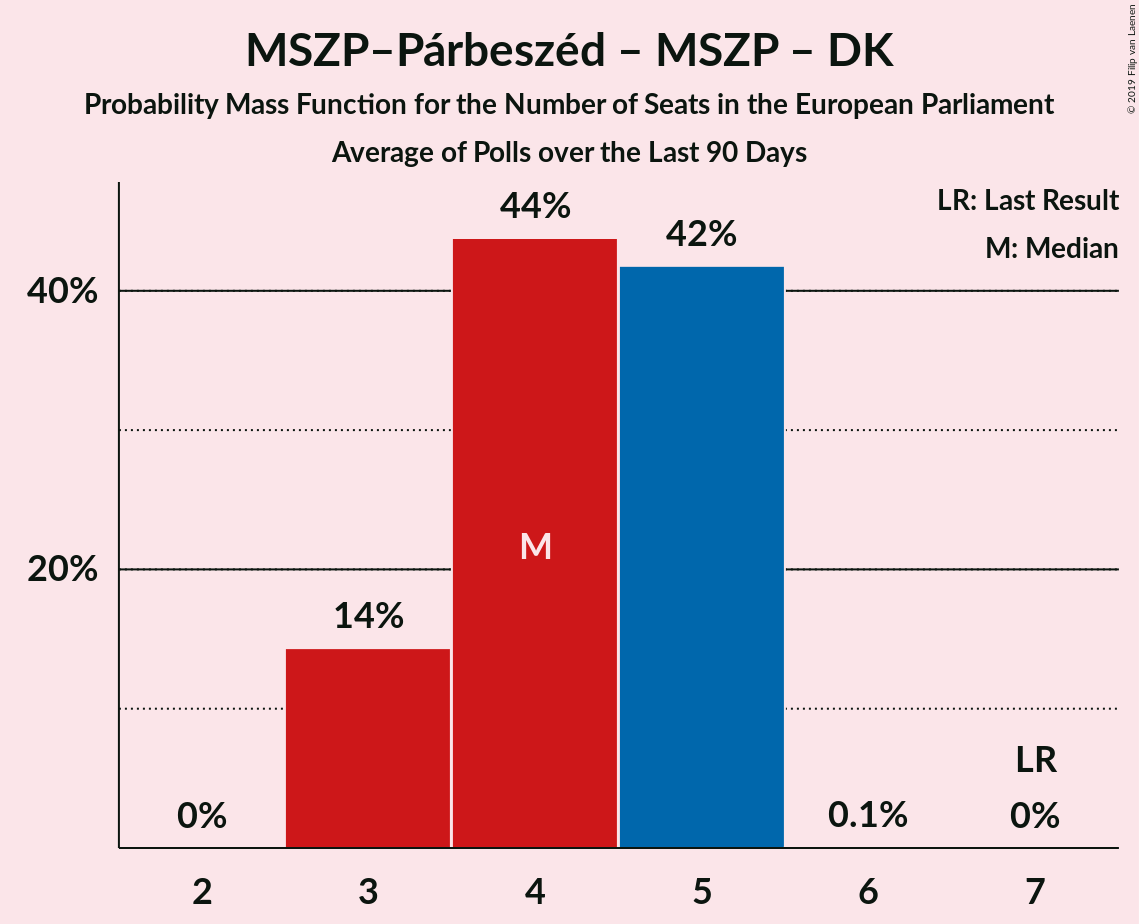 MSZP–Párbeszéd – MSZP – DK
Probability Mass Function for the Number of Seats in the European Parliament
Average of Polls over the Last 90 Days
© 2019 Filip van Laenen
LR: Last Result
M: Median
44%
42%
40%
M
20%
14%
LR
0%
0.1%
0%
2 3 4 5 6 7